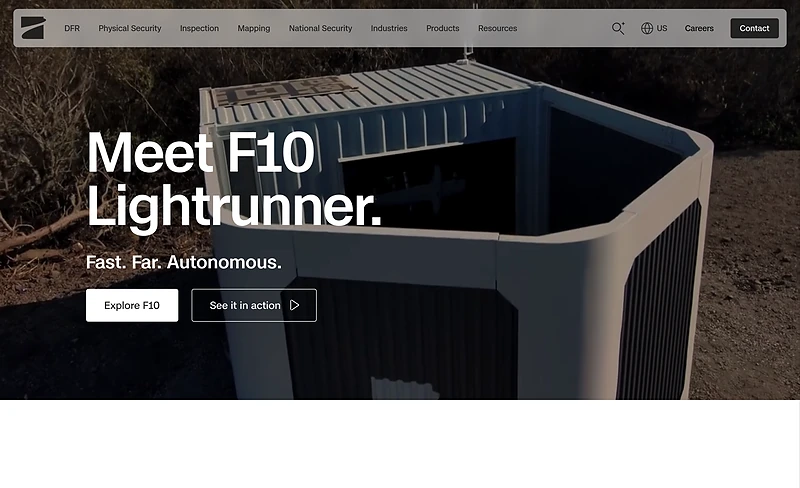 DFR
Physical Security
Inspection
Mapping
National Security
Industries
Products
Resources
US
Careers
Contact
Meet F10
Lightrunner.
Fast. Far. Autonomous.
Explore F10
See it in action